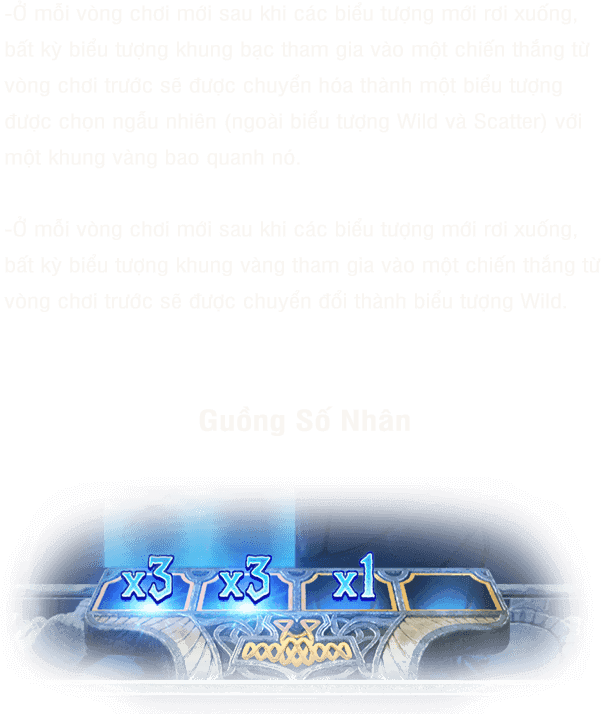 -Ở mỗi vòng chơi mới sau khi các biểu tượng mới rơi xuống,
bất kỳ biểu tượng khung bạc tham gia vào một chiến thắng từ
vòng chơi trước sẽ được chuyển hóa thành một biểu tượng
được chọn ngẫu nhiên (ngoài biểu tượng Wild và Scatter) với
một khung vàng bao quanh nó.
-Ở mỗi vòng chơi mới sau khi các biểu tượng mới rơi xuống,
bất kỳ biểu tượng khung vàng tham gia vào một chiến thắng từ
vòng chơi trước sẽ được chuyển đổi thành biểu tượng Wild.
Guồng Số Nhân
x3 x3 x1